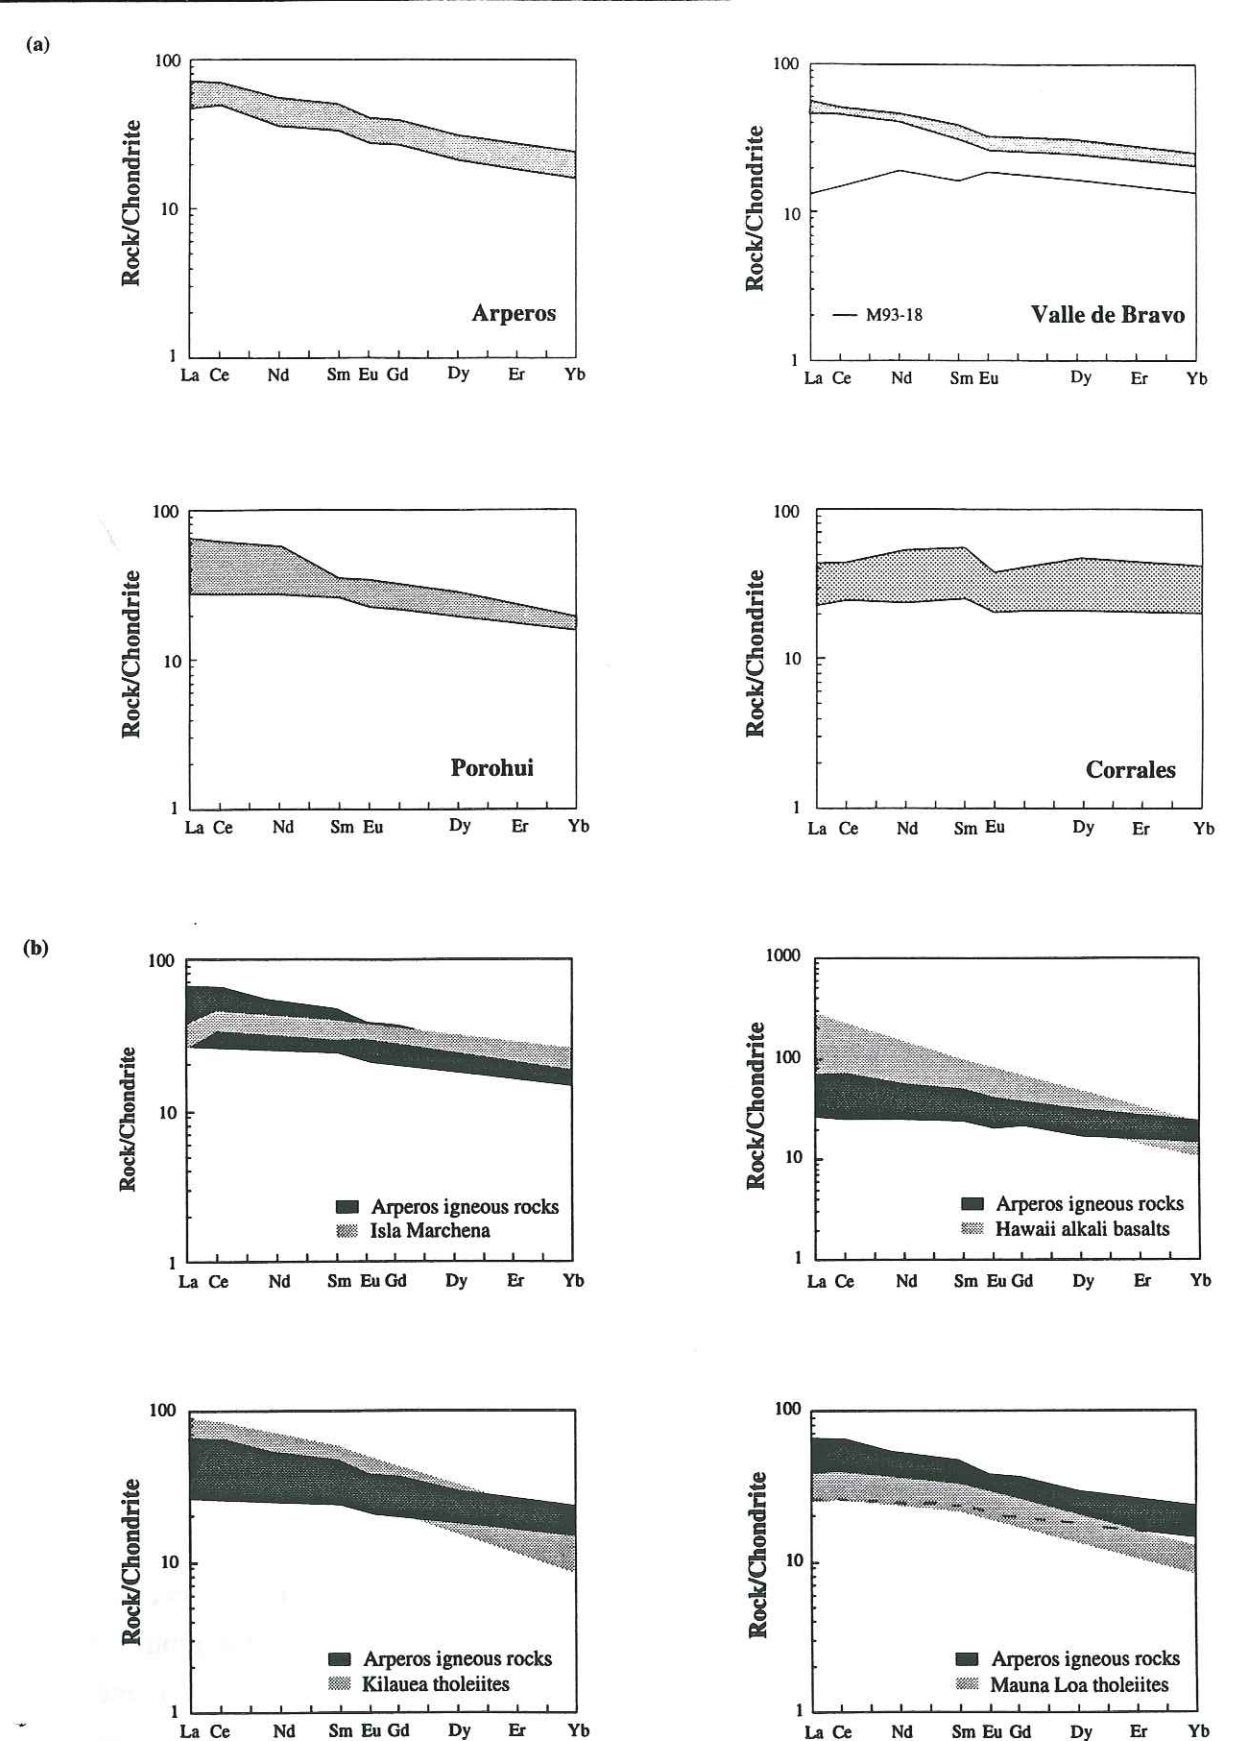 (a)
100
10
1
Rock/Chondrite
Arperos
La Ce Nd Sm Eu Gd Dy Er Yb
100
10
1
Rock/Chondrite
M93-18
Valle de Bravo
La Ce Nd Sm Eu Dy Er Yb
100
10
1
Rock/Chondrite
Porohui
La Ce Nd Sm Eu Dy Er Yb
100
10
1
Rock/Chondrite
Corrales
La Ce Nd Sm Eu Dy Er Yb
(b)
100
10
1
Rock/Chondrite
Arperos igneous rocks
Isla Marchena
La Ce Nd Sm Eu Gd Dy Er Yb
1000
100
10
1
Rock/Chondrite
Arperos igneous rocks
Hawaii alkali basalts
La Ce Nd Sm Eu Gd Dy Er Yb
100
10
1
Rock/Chondrite
Arperos igneous rocks
Kilauea tholeiites
La Ce Nd Sm Eu Gd Dy Er Yb
100
10
1
Rock/Chondrite
Arperos igneous rocks
Mauna Loa tholeiites
La Ce Nd Sm Eu Gd Dy Er Yb